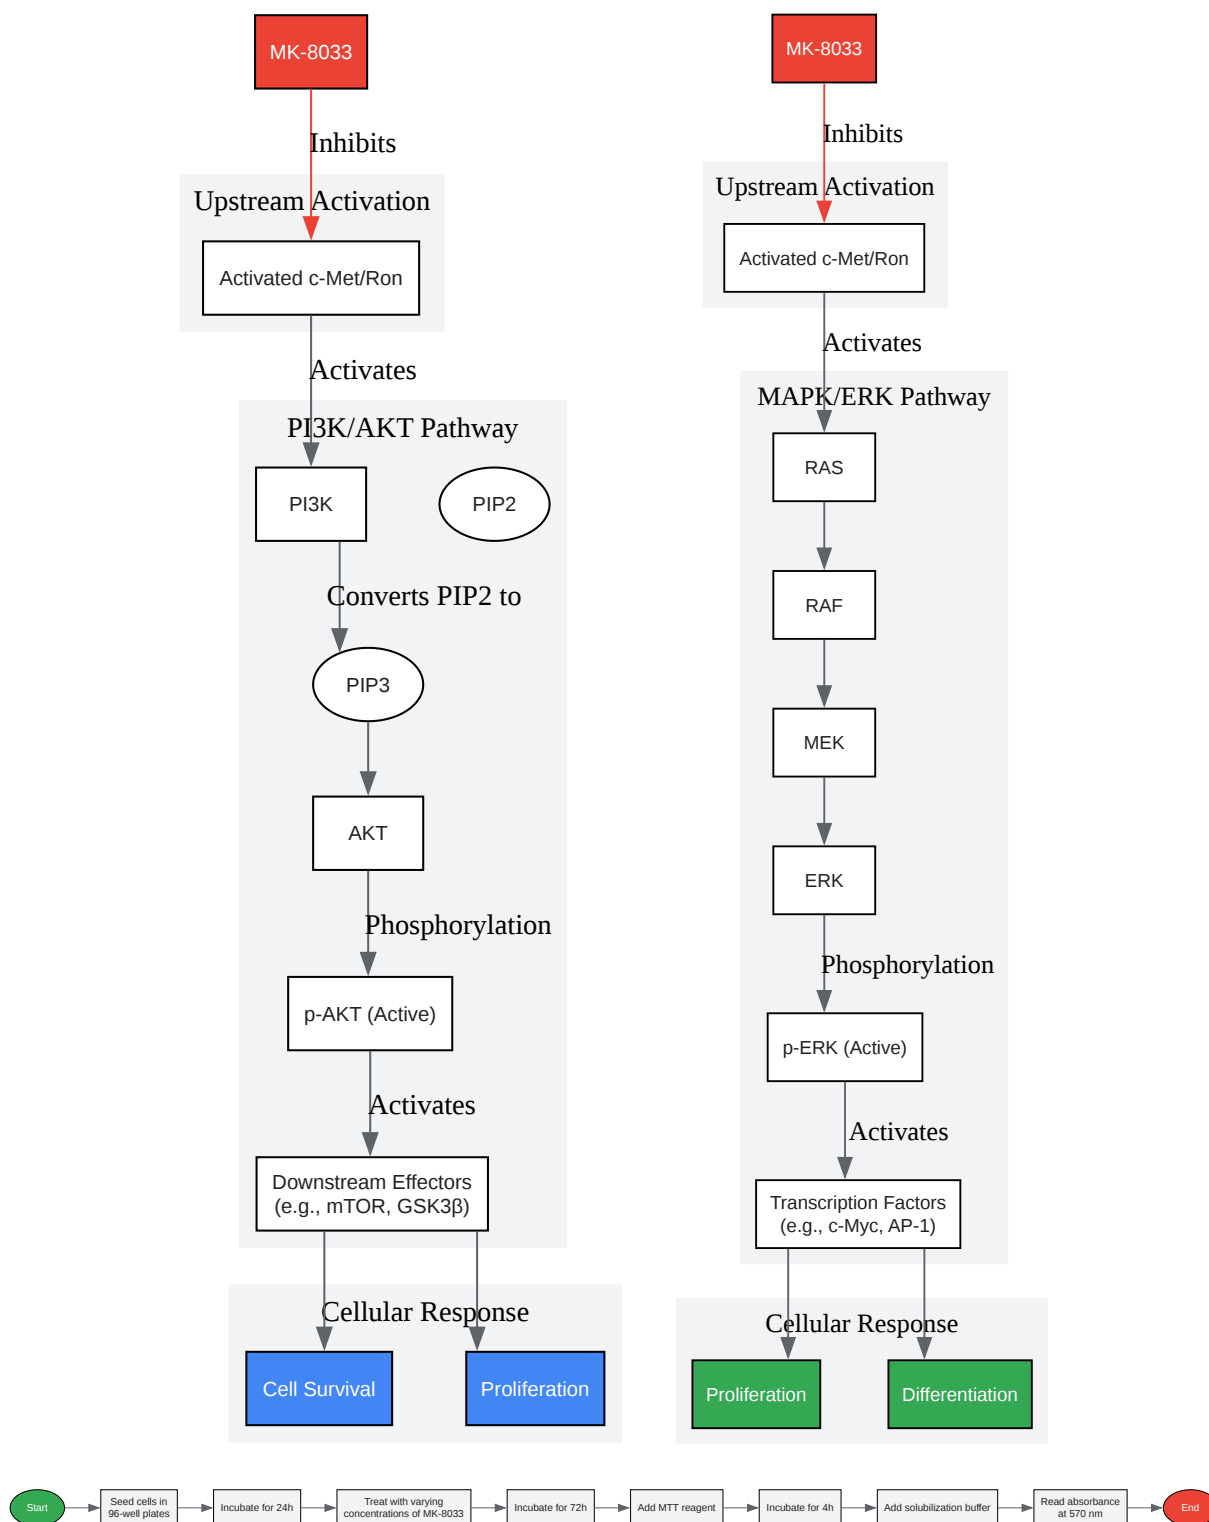 MK-8033
Inhibits
Upstream Activation
Activated c-Met/Ron
Activates
PI3K/AKT Pathway
PI3K
PIP2
Converts PIP2 to
PIP3
AKT
Phosphorylation
p-AKT (Active)
Activates
Downstream Effectors
(e.g., mTOR, GSK3β)
Cellular Response
Cell Survival
Proliferation
MK-8033
Inhibits
Upstream Activation
Activated c-Met/Ron
Activates
MAPK/ERK Pathway
RAS
RAF
MEK
ERK
Phosphorylation
p-ERK (Active)
Activates
Transcription Factors
(e.g., c-Myc, AP-1)
Cellular Response
Proliferation
Differentiation
Start
Seed cells in
96-well plates
Incubate for 24h
Treat with varying
concentrations of MK-8033
Incubate for 72h
Add MTT reagent
Incubate for 4h
Add solubilization buffer
Read absorbance
at 570 nm
End